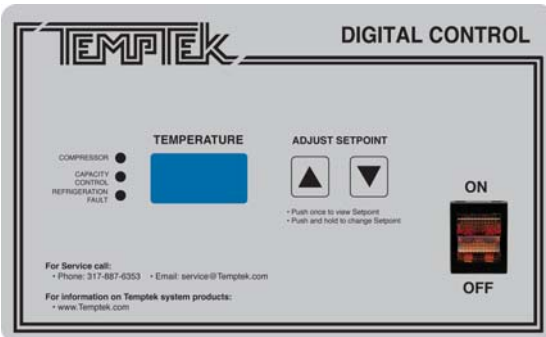 TEMPTEK
DIGITAL CONTROL
TEMPERATURE
ADJUST SETPOINT
COMPRESSOR
CAPACITY
CONTROL
REFRIGERATION
FAULT
• Push once to view Setpoint
• Push and hold to change Setpoint
ON
OFF
For Service call:
• Phone: 317-887-6353 • Email: service@Temptek.com
For information on Temptek system products:
• www.Temptek.com